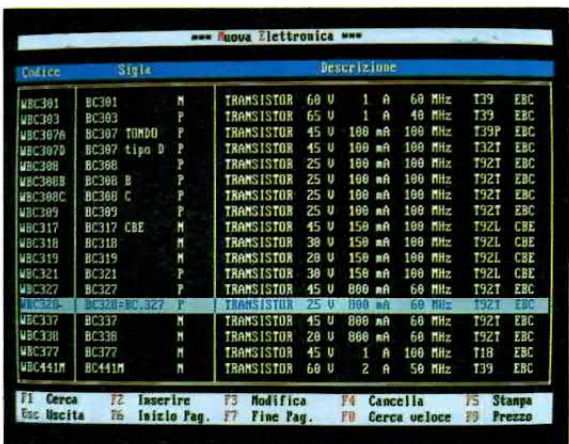 *** Nuova Elettronica ***
Codice Sigla Descrizione
WBC301 BC301 N TRANSISTOR 60 V 1 A 60 MHz T39 EBC
WBC303 BC303 P TRANSISTOR 65 V 1 A 40 MHz T39 EBC
WBC307A BC307 TONDO P TRANSISTOR 45 V 100 mA 100 MHz T39P EBC
WBC307D BC307 tipo D P TRANSISTOR 45 V 100 mA 100 MHz T32T EBC
WBC308 BC308 P TRANSISTOR 25 V 100 mA 100 MHz T92T EBC
WBC308B BC308 B P TRANSISTOR 25 V 100 mA 100 MHz T92T EBC
WBC308C BC308 C P TRANSISTOR 25 V 100 mA 100 MHz T92T EBC
WBC309 BC309 P TRANSISTOR 25 V 100 mA 100 MHz T92T EBC
WBC317 BC317 CBE N TRANSISTOR 45 V 150 mA 100 MHz T92L CBE
WBC318 BC318 N TRANSISTOR 30 V 150 mA 100 MHz T92L CBE
WBC319 BC319 N TRANSISTOR 20 V 150 mA 100 MHz T92L CBE
WBC321 BC321 P TRANSISTOR 30 V 150 mA 100 MHz T92L CBE
WBC327 BC327 P TRANSISTOR 45 V 800 mA 60 MHz T92T EBC
WBC328- BC328=BC.327 P TRANSISTOR 25 V 800 mA 60 MHz T92T EBC
WBC337 BC337 N TRANSISTOR 45 V 800 mA 60 MHz T92T EBC
WBC338 BC338 N TRANSISTOR 20 V 800 mA 60 MHz T92T EBC
WBC377 BC377 N TRANSISTOR 45 V 1 A 100 MHz T18 EBC
WBC441M BC441M N TRANSISTOR 60 V 2 A 50 MHz T39 EBC
F1 Cerca F2 Inserire F3 Modifica F4 Cancella F5 Stampa
Esc Uscita F6 Inizio Pag. F7 Fine Pag. F8 Cerca veloce F9 Prezzo